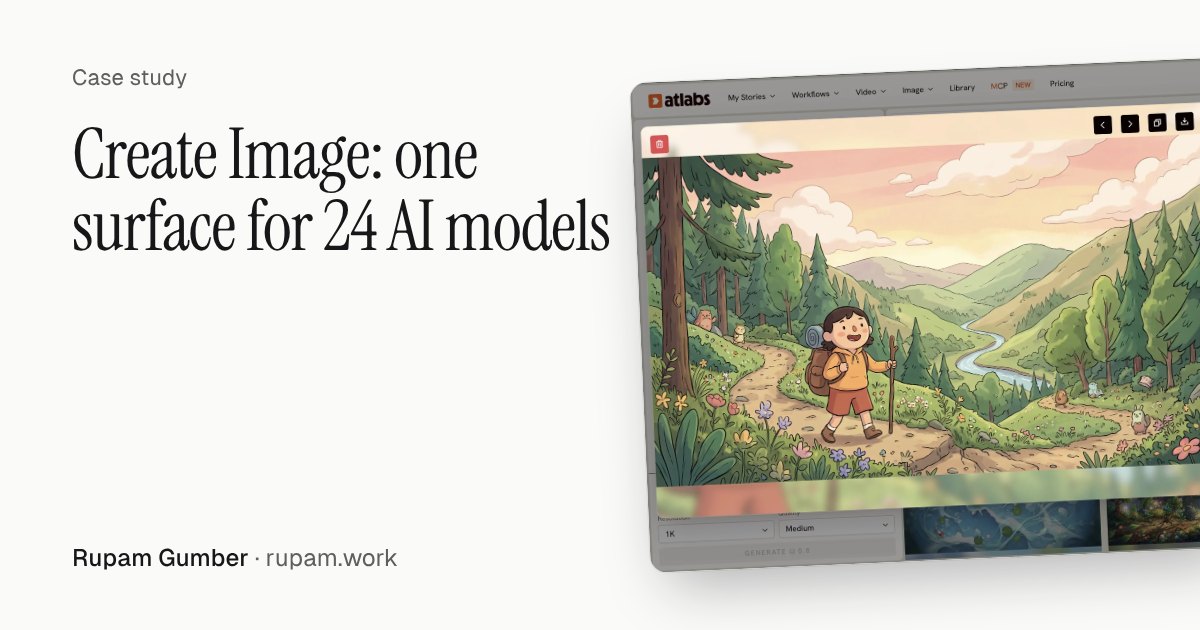 Case study
Create Image: one
surface for 24 AI models
Rupam Gumber · rupam.work
atlabs
My Stories
Workflows
Video
Image
Library
MCP NEW
Pricing
Resolution
1K
Medium